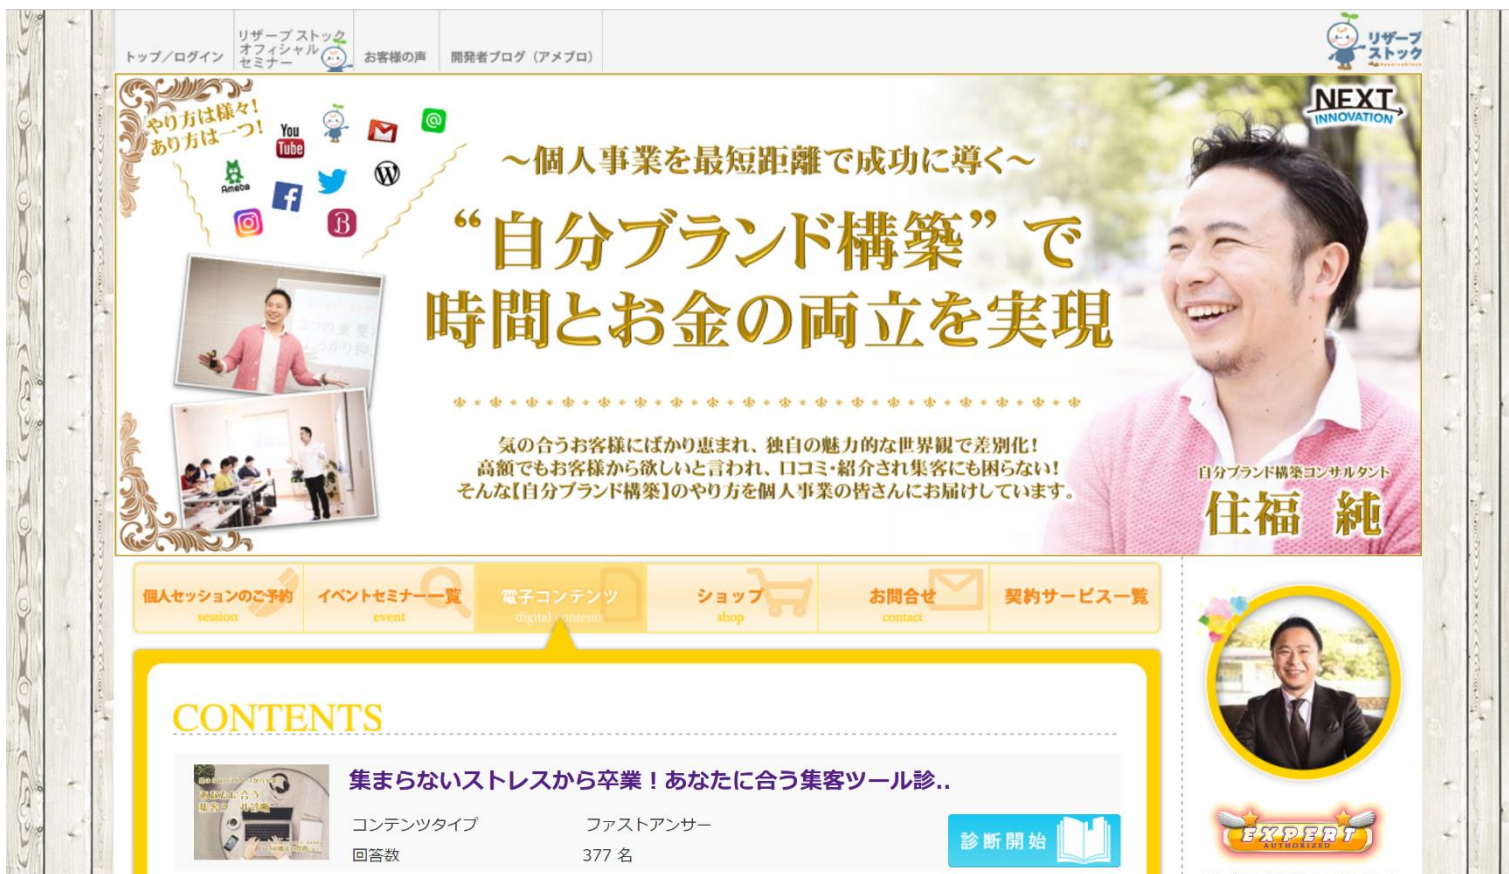 トップ／ログイン
リザーブストック
オフィシャル
セミナー
お客様の声
開発者ブログ（アメブロ）
リザーブ
ストック
やり方は様々！
あり方は一つ！
You
Tube
Ameba
NEXT
INNOVATION
～個人事業を最短距離で成功に導く～
“自分ブランド構築”で
時間とお金の両立を実現
気の合うお客様にばかり恵まれ、独自の魅力的な世界観で差別化！
高額でもお客様から欲しいと言われ、口コミ・紹介され集客にも困らない！
そんな【自分ブランド構築】のやり方を個人事業の皆さんにお届けしています。
自分ブランド構築コンサルタント
住福 純
個人セッションのご予約
session
イベントセミナー一覧
event
電子コンテンツ
digital contents
ショップ
shop
お問合せ
contact
契約サービス一覧
CONTENTS
集まらないストレスから卒業！あなたに合う集客ツール診..
コンテンツタイプ
ファストアンサー
回答数
377 名
診断開始
EXPERT
AUTHORIZED